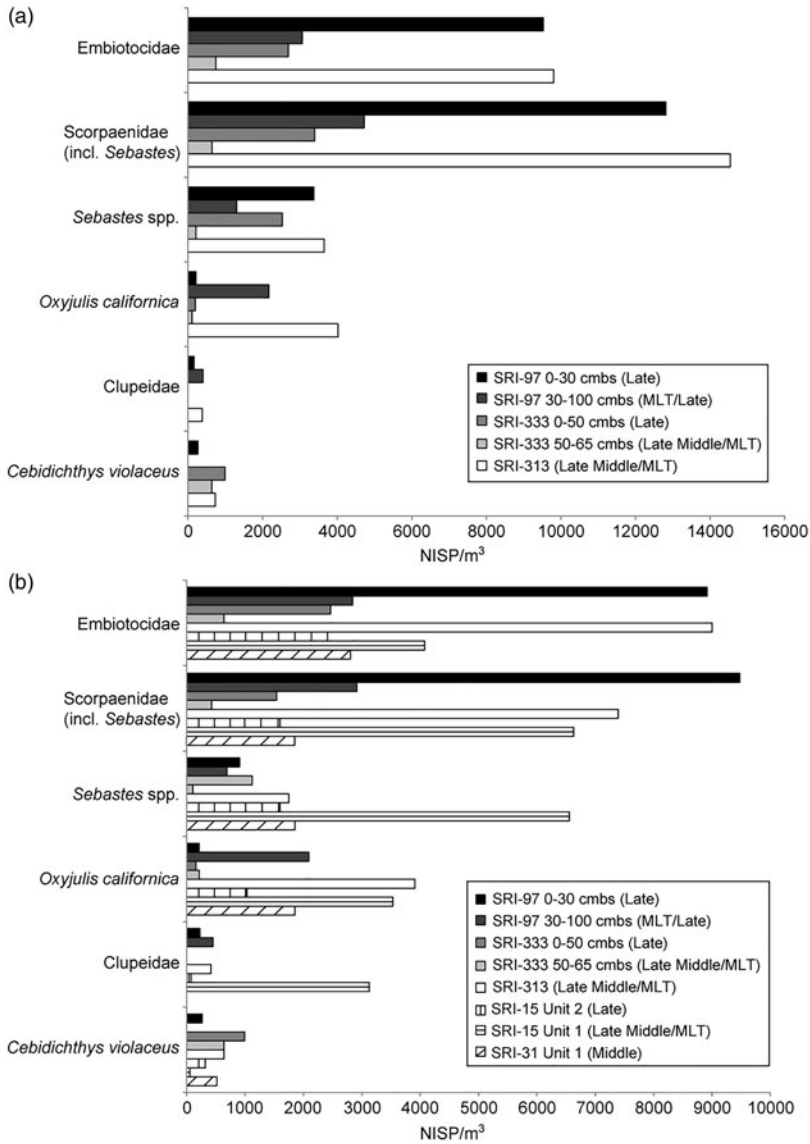 (a)
Embiotocidae
Scorpaenidae
(incl. Sebastes)
Sebastes spp.
Oxyjulis californica
Clupeidae
Cebidichthys violaceus
SRI-97 0-30 cmbs (Late)
SRI-97 30-100 cmbs (MLT/Late)
SRI-333 0-50 cmbs (Late)
SRI-333 50-65 cmbs (Late Middle/MLT)
SRI-313 (Late Middle/MLT)
0 2000 4000 6000 8000 10000 12000 14000 16000
NISP/m³
(b)
Embiotocidae
Scorpaenidae
(incl. Sebastes)
Sebastes spp.
Oxyjulis californica
Clupeidae
Cebidichthys violaceus
SRI-97 0-30 cmbs (Late)
SRI-97 30-100 cmbs (MLT/Late)
SRI-333 0-50 cmbs (Late)
SRI-333 50-65 cmbs (Late Middle/MLT)
SRI-313 (Late Middle/MLT)
SRI-15 Unit 2 (Late)
SRI-15 Unit 1 (Late Middle/MLT)
SRI-31 Unit 1 (Middle)
0 1000 2000 3000 4000 5000 6000 7000 8000 9000 10000
NISP/m³